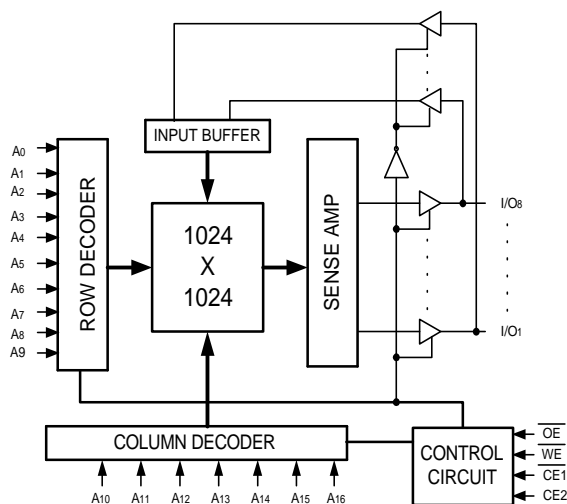 INPUT BUFFER
A0
A1
A2
A3
A4
A5
A6
A7
A8
A9
ROW DECODER
1024
X
1024
SENSE AMP
I/O8
I/O1
COLUMN DECODER
A10
A11
A12
A13
A14
A15
A16
CONTROL
CIRCUIT
OE
WE
CE1
CE2